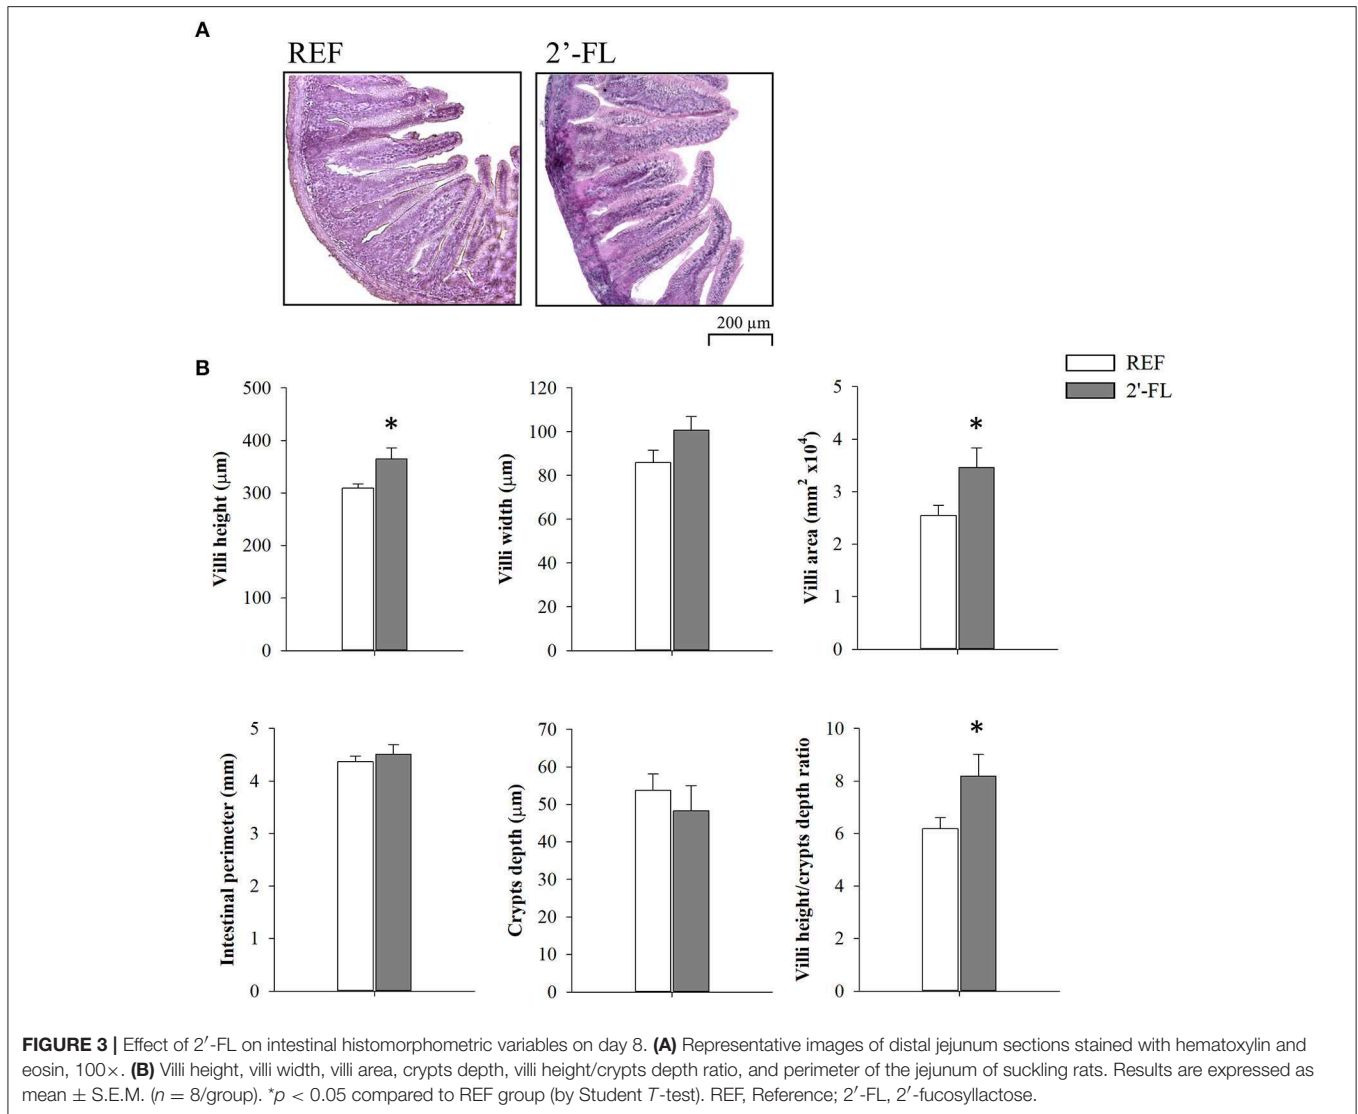 A
REF
2’-FL
200 µm
B
REF
2'-FL
500
400
300
200
100
0
Villi height (µm)
*
120
100
80
60
40
20
0
Villi width (µm)
5
4
3
2
1
0
Villi area (mm² x10⁴)
*
5
4
3
2
1
0
Intestinal perimeter (mm)
70
60
50
40
30
20
10
0
Crypts depth (µm)
10
8
6
4
2
0
Villi height/crypts depth ratio
*
FIGURE 3 | Effect of 2′-FL on intestinal histomorphometric variables on day 8. (A) Representative images of distal jejunum sections stained with hematoxylin and
eosin, 100×. (B) Villi height, villi width, villi area, crypts depth, villi height/crypts depth ratio, and perimeter of the jejunum of suckling rats. Results are expressed as
mean ± S.E.M. (n = 8/group). *p < 0.05 compared to REF group (by Student T-test). REF, Reference; 2′-FL, 2′-fucosyllactose.